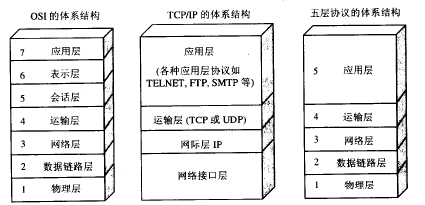 OSI 的体系结构
7 应用层
6 表示层
5 会话层
4 运输层
3 网络层
2 数据链路层
1 物理层
TCP/IP 的体系结构
应用层
(各种应用层协议如
TELNET, FTP, SMTP 等)
运输层 (TCP 或 UDP)
网际层 IP
网络接口层
五层协议的体系结构
5 应用层
4 运输层
3 网络层
2 数据链路层
1 物理层